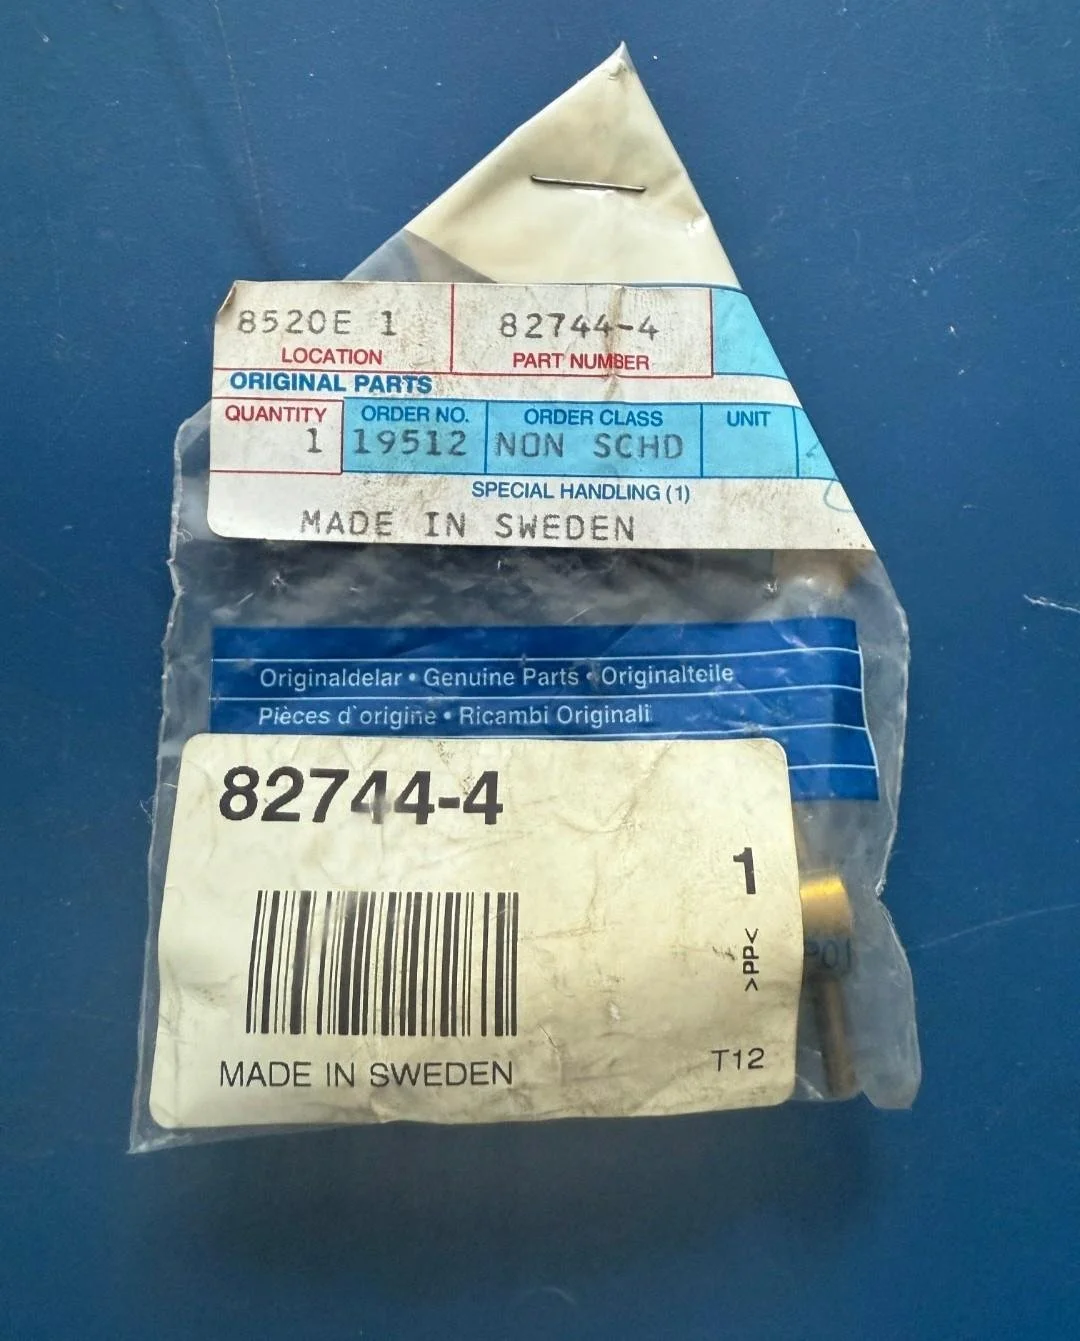 8520E 1 82744-4
LOCATION PART NUMBER
ORIGINAL PARTS
QUANTITY ORDER NO. ORDER CLASS UNIT
1 19512 NON SCHD
SPECIAL HANDLING (1)
MADE IN SWEDEN
Originaldelar • Genuine Parts • Originalteile
Pièces d'origine • Ricambi Originali
82744-4
1
>PP<
MADE IN SWEDEN T12